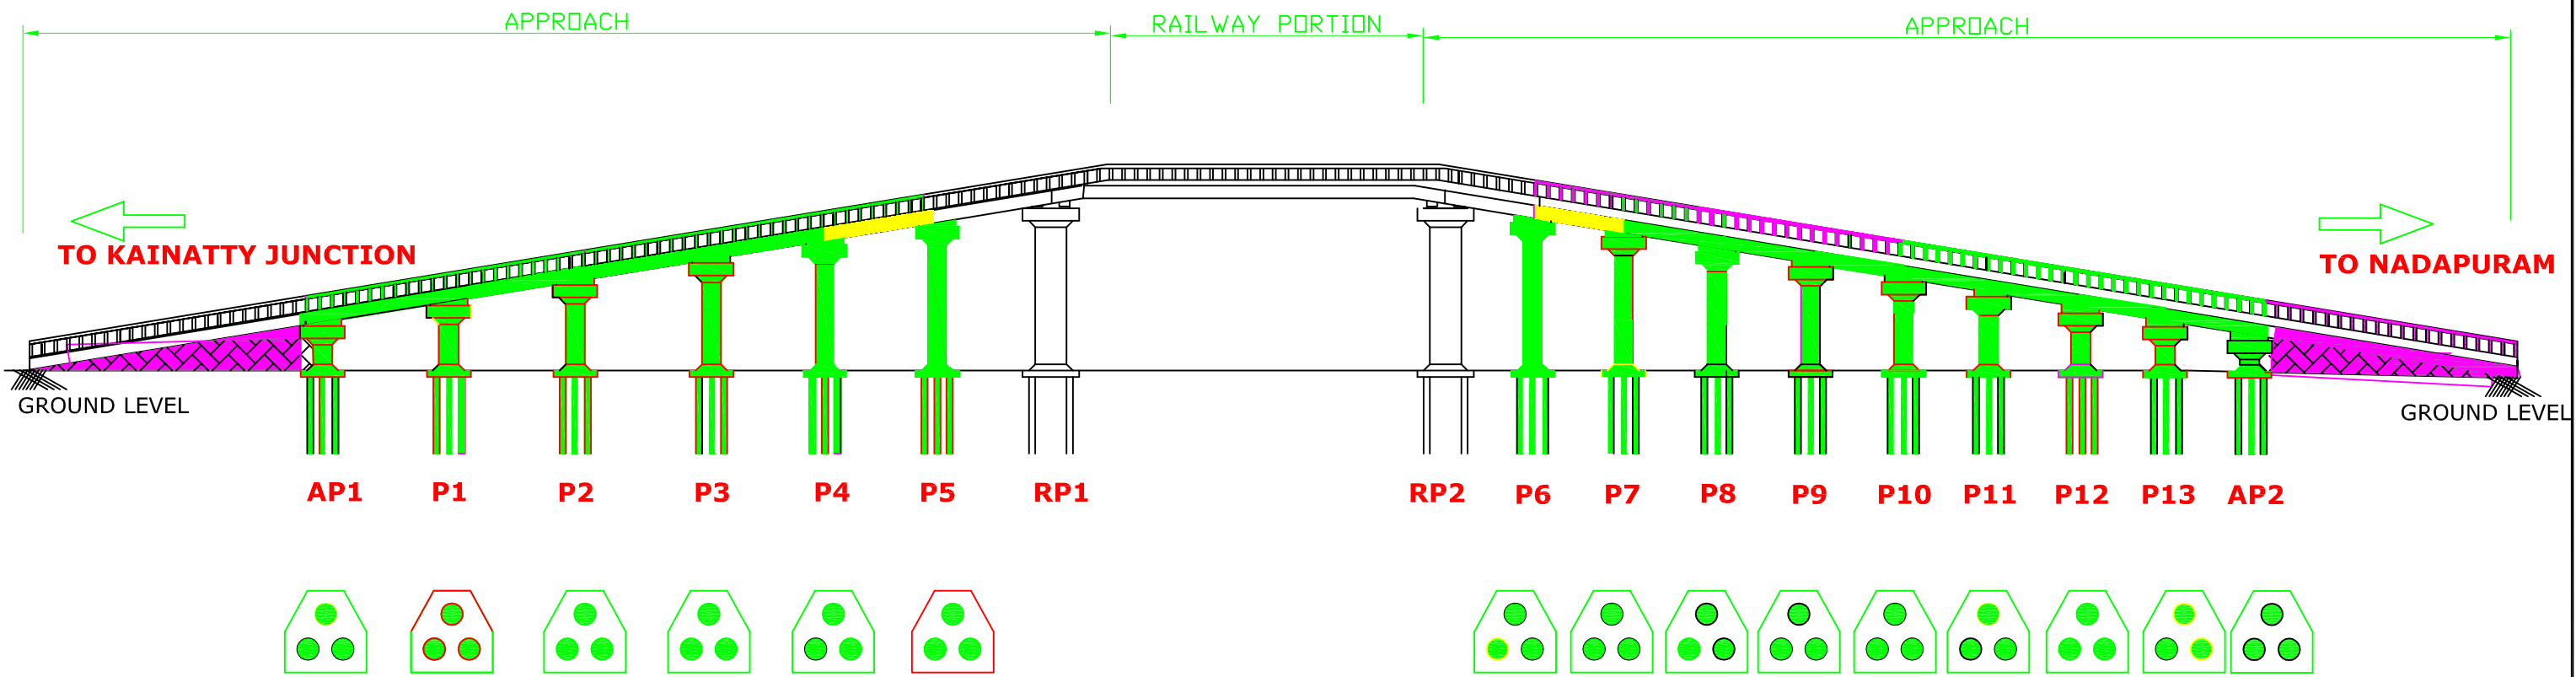 APPROACH
RAILWAY PORTION
APPROACH
TO KAINATTY JUNCTION
TO NADAPURAM
GROUND LEVEL
GROUND LEVEL
AP1 P1 P2 P3 P4 P5 RP1 RP2 P6 P7 P8 P9 P10 P11 P12 P13 AP2